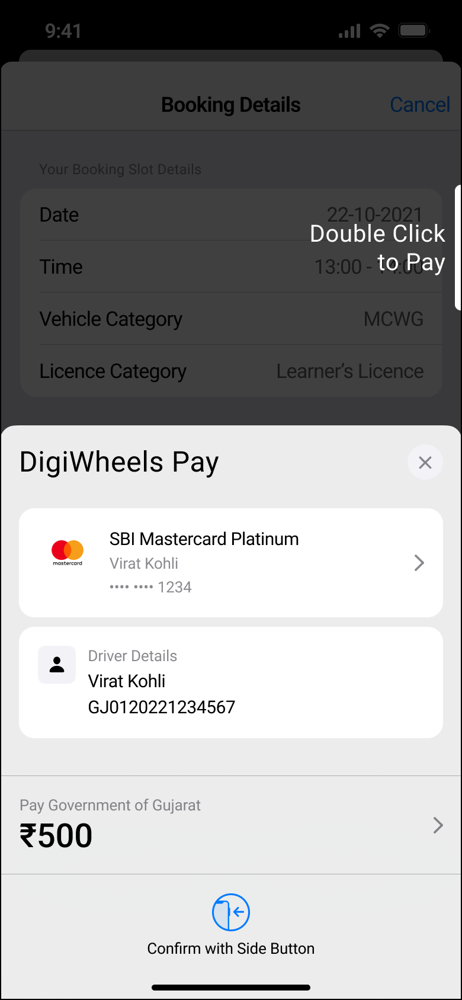 9:41
Booking Details
Cancel
Your Booking Slot Details
Date
22-10-2021
Double Click
to Pay
Time
13:00 - 14:00
Vehicle Category
MCWG
Licence Category
Learner’s Licence
DigiWheels Pay
mastercard
SBI Mastercard Platinum
Virat Kohli
•••• •••• 1234
Driver Details
Virat Kohli
GJ0120221234567
Pay Government of Gujarat
₹500
Confirm with Side Button